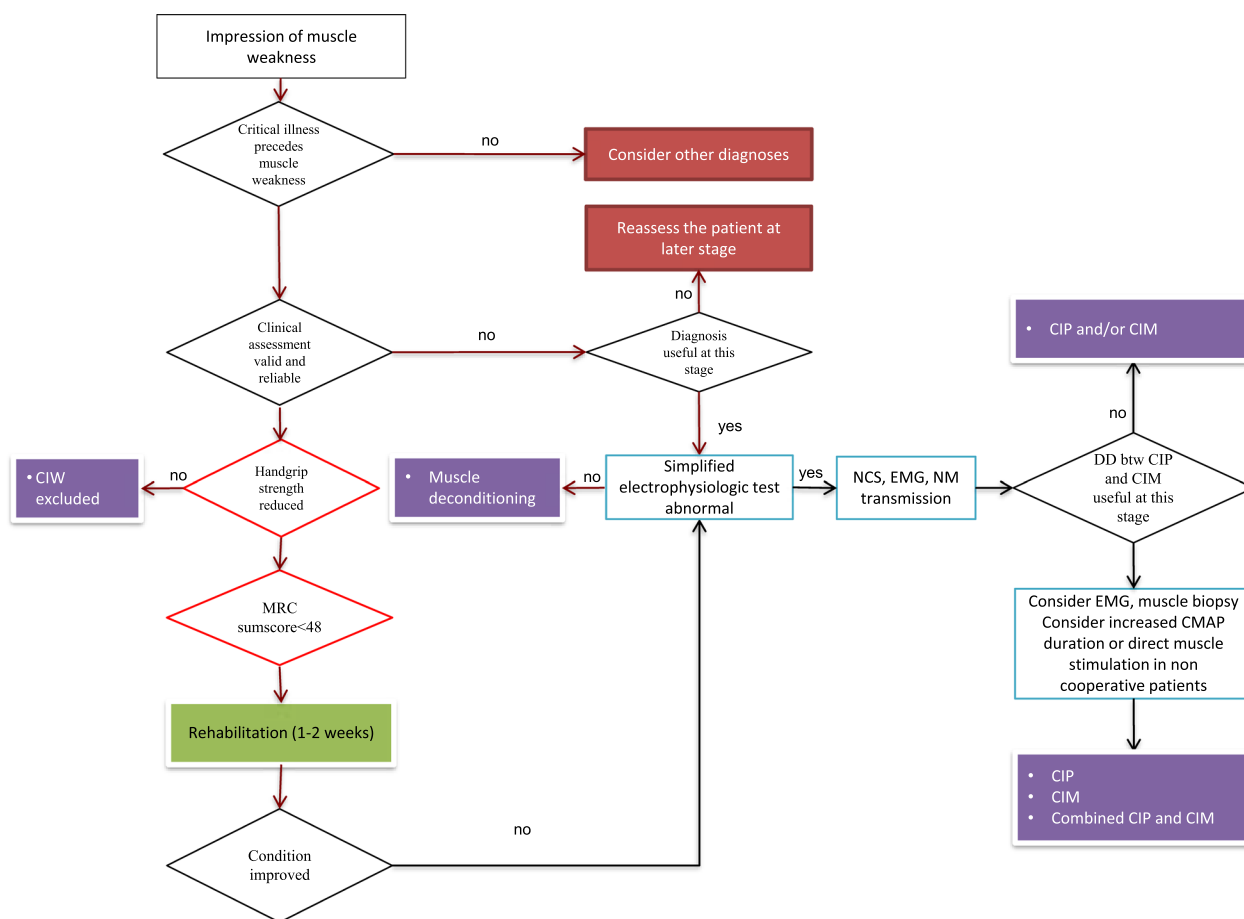 Impression of muscle
weakness
Critical illness
precedes
muscle
weakness
no
Consider other diagnoses
Reassess the patient at
later stage
no
Clinical
assessment
valid and
reliable
no
Diagnosis
useful at this
stage
• CIP and/or CIM
no
yes
• CIW
excluded
no
Handgrip
strength
reduced
• Muscle
deconditioning
no
Simplified
electrophysiologic test
abnormal
yes
NCS, EMG, NM
transmission
DD btw CIP
and CIM
useful at this
stage
MRC
sumscore<48
Consider EMG, muscle biopsy
Consider increased CMAP
duration or direct muscle
stimulation in non
cooperative patients
Rehabilitation (1-2 weeks)
• CIP
• CIM
• Combined CIP and CIM
no
Condition
improved